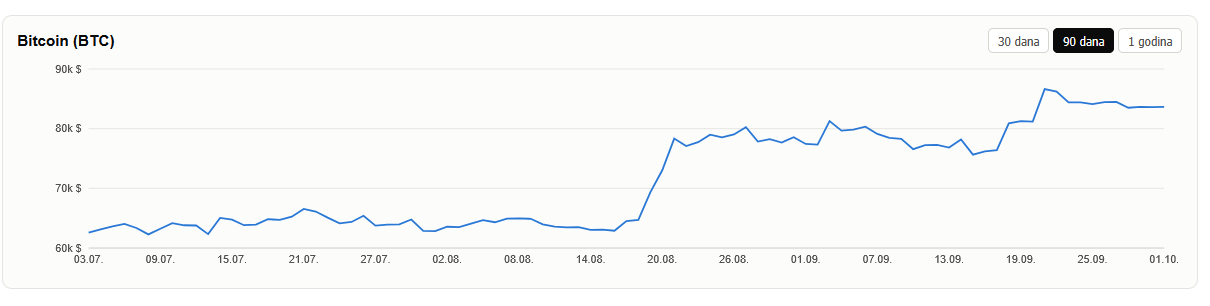 Bitcoin (BTC)
30 dana 90 dana 1 godina
90k $
80k $
70k $
60k $
03.07. 09.07. 15.07. 21.07. 27.07. 02.08. 08.08. 14.08. 20.08. 26.08. 01.09. 07.09. 13.09. 19.09. 25.09. 01.10.